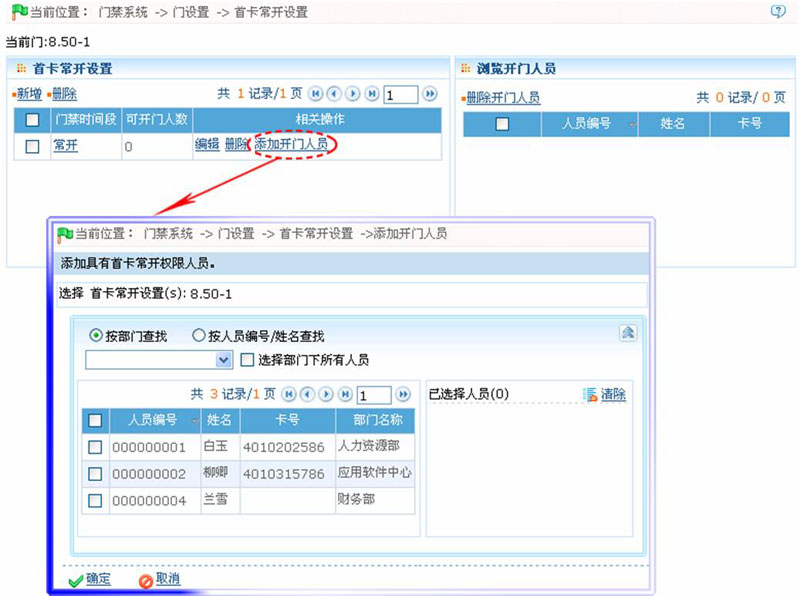 当前位置： 门禁系统 -> 门设置 -> 首卡常开设置
当前门:8.50-1
首卡常开设置
新增 删除 共 1 记录/1 页 1
门禁时间段 可开门人数 相关操作
常开 0 编辑 删除 添加开门人员
浏览开门人员
删除开门人员 共 0 记录/ 0 页
人员编号 姓名 卡号
当前位置： 门禁系统 -> 门设置 -> 首卡常开设置 ->添加开门人员
添加具有首卡常开权限人员。
选择 首卡常开设置(s): 8.50-1
按部门查找 按人员编号/姓名查找
选择部门下所有人员
共 3 记录/1 页 1
人员编号 姓名 卡号 部门名称
000000001 白玉 4010202586 人力资源部
000000002 柳卿 4010315786 应用软件中心
000000004 兰雪 财务部
已选择人员(0) 清除
确定 取消